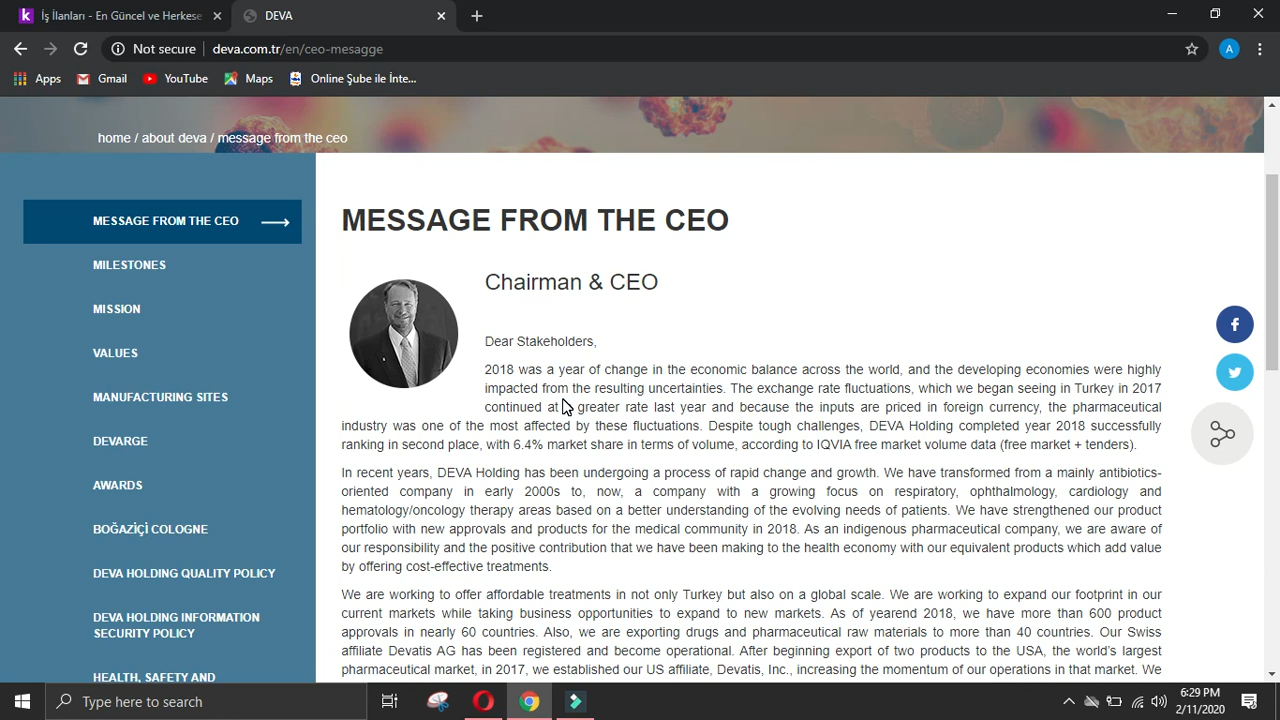 İş İlanları - En Güncel ve Herkese
DEVA
Not secure
deva.com.tr/en/ceo-mesagge
A
Apps
Gmail
YouTube
Maps
Online Şube ile İnte...
home / about deva / message from the ceo
MESSAGE FROM THE CEO
MILESTONES
MISSION
VALUES
MANUFACTURING SITES
DEVARGE
AWARDS
BOĞAZİÇİ COLOGNE
DEVA HOLDING QUALITY POLICY
DEVA HOLDING INFORMATION
SECURITY POLICY
HEALTH, SAFETY AND
MESSAGE FROM THE CEO
Chairman & CEO
Dear Stakeholders,
2018 was a year of change in the economic balance across the world, and the developing economies were highly
impacted from the resulting uncertainties. The exchange rate fluctuations, which we began seeing in Turkey in 2017
continued at greater rate last year and because the inputs are priced in foreign currency, the pharmaceutical
industry was one of the most affected by these fluctuations. Despite tough challenges, DEVA Holding completed year 2018 successfully
ranking in second place, with 6.4% market share in terms of volume, according to IQVIA free market volume data (free market + tenders).
In recent years, DEVA Holding has been undergoing a process of rapid change and growth. We have transformed from a mainly antibiotics-
oriented company in early 2000s to, now, a company with a growing focus on respiratory, ophthalmology, cardiology and
hematology/oncology therapy areas based on a better understanding of the evolving needs of patients. We have strengthened our product
portfolio with new approvals and products for the medical community in 2018. As an indigenous pharmaceutical company, we are aware of
our responsibility and the positive contribution that we have been making to the health economy with our equivalent products which add value
by offering cost-effective treatments.
We are working to offer affordable treatments in not only Turkey but also on a global scale. We are working to expand our footprint in our
current markets while taking business opportunities to expand to new markets. As of yearend 2018, we have more than 600 product
approvals in nearly 60 countries. Also, we are exporting drugs and pharmaceutical raw materials to more than 40 countries. Our Swiss
affiliate Devatis AG has been registered and become operational. After beginning export of two products to the USA, the world's largest
pharmaceutical market, in 2017, we established our US affiliate, Devatis, Inc., increasing the momentum of our operations in that market. We
Type here to search
6:29 PM
2/11/2020